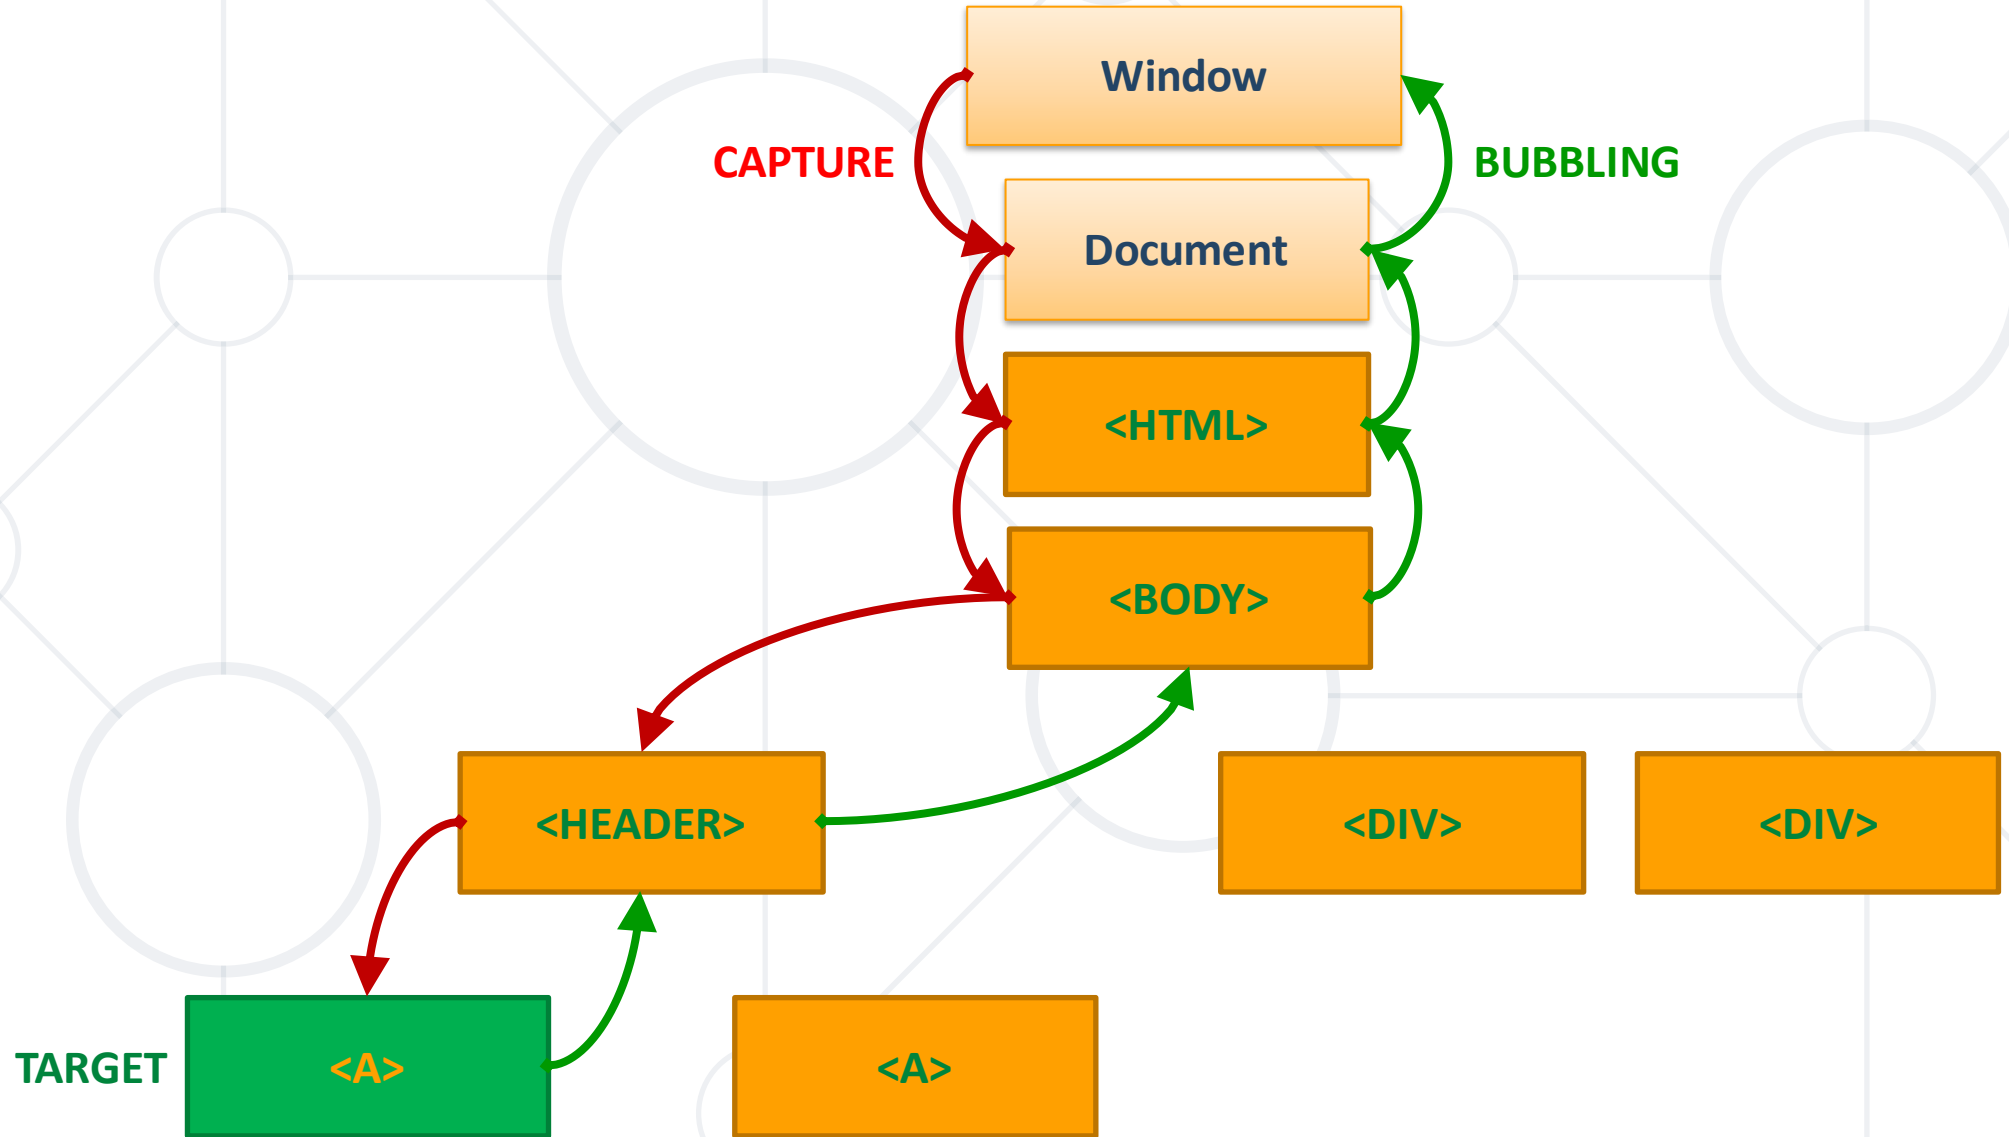 Window
CAPTURE
BUBBLING
Document
<HTML>
<BODY>
<HEADER>
<DIV>
<DIV>
TARGET
<A>
<A>